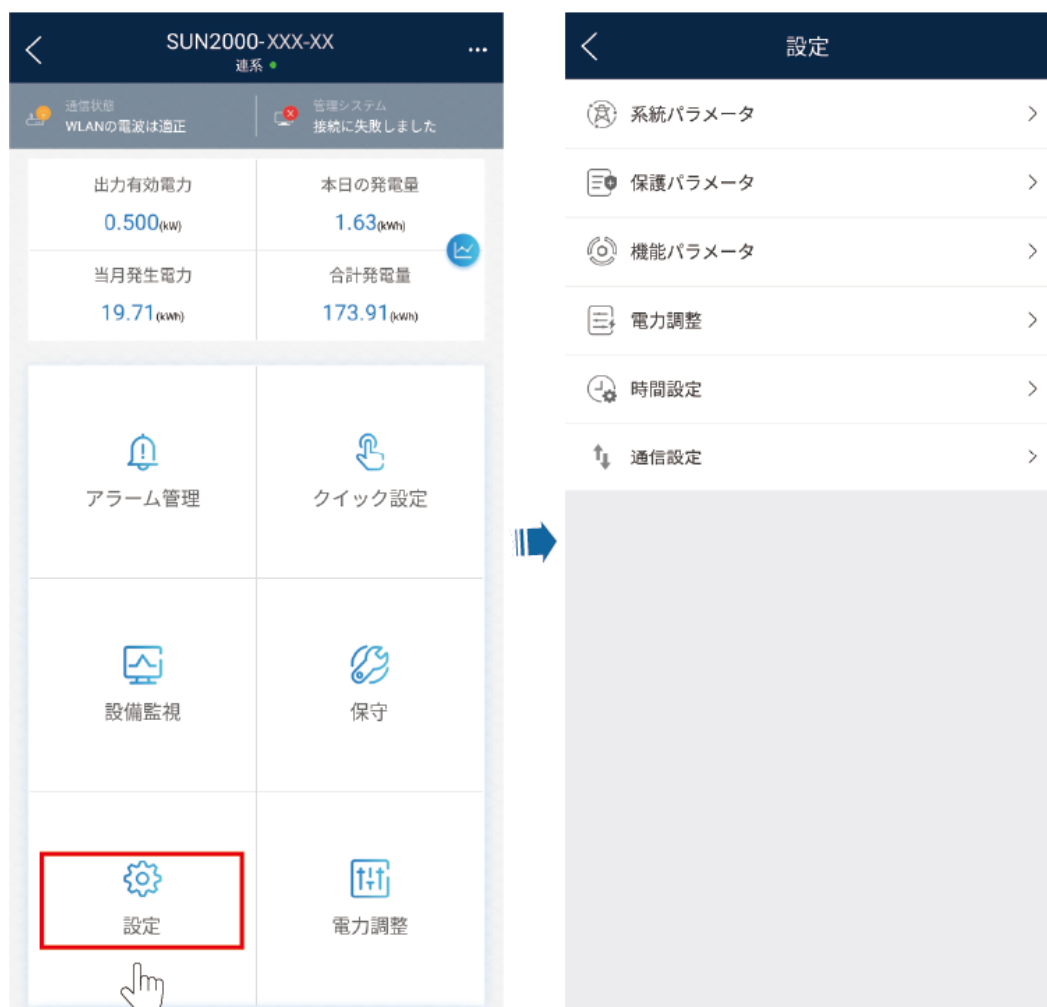 SUN2000-XXX-XX
連系
通信状態
WLANの電波は適正
管理システム
接続に失敗しました
出力有効電力
0.500(kW)
本日の発電量
1.63(kWh)
当月発生電力
19.71(kWh)
合計発電量
173.91(kWh)
アラーム管理
クイック設定
設備監視
保守
設定
電力調整
設定
系統パラメータ
保護パラメータ
機能パラメータ
電力調整
時間設定
通信設定